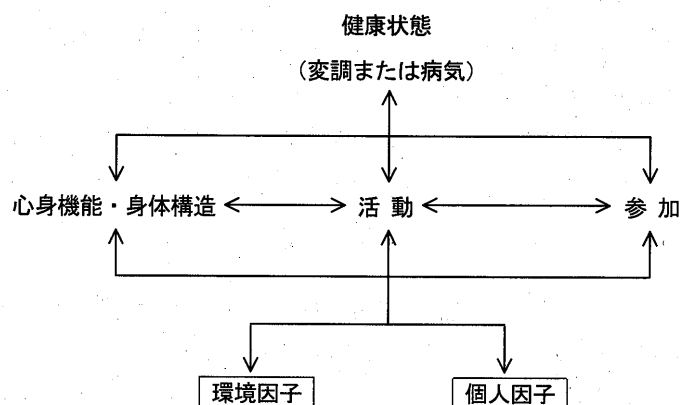 健康状態
（変調または病気）
心身機能・身体構造
活 動
参 加
環境因子
個人因子